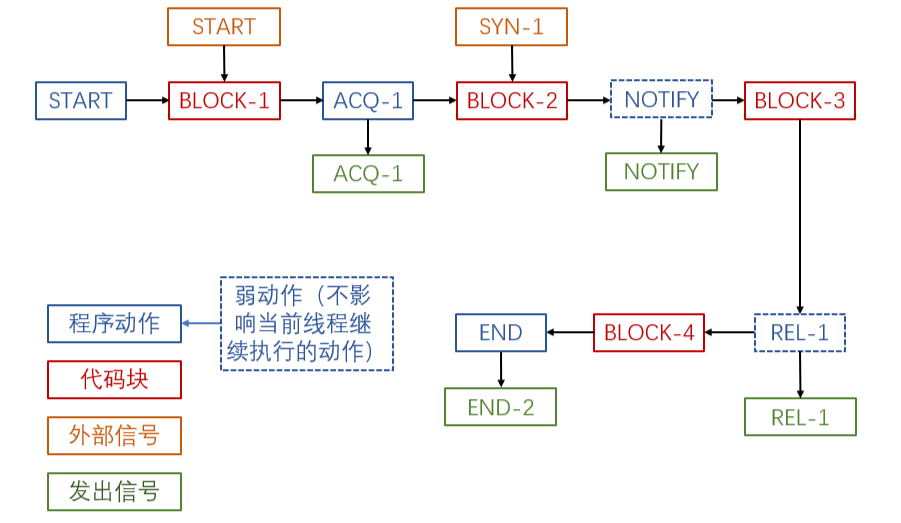 START
SYN-1
START
BLOCK-1
ACQ-1
BLOCK-2
NOTIFY
BLOCK-3
ACQ-1
NOTIFY
弱动作（不影
响当前线程继
续执行的动作）
程序动作
代码块
外部信号
发出信号
END
BLOCK-4
REL-1
END-2
REL-1